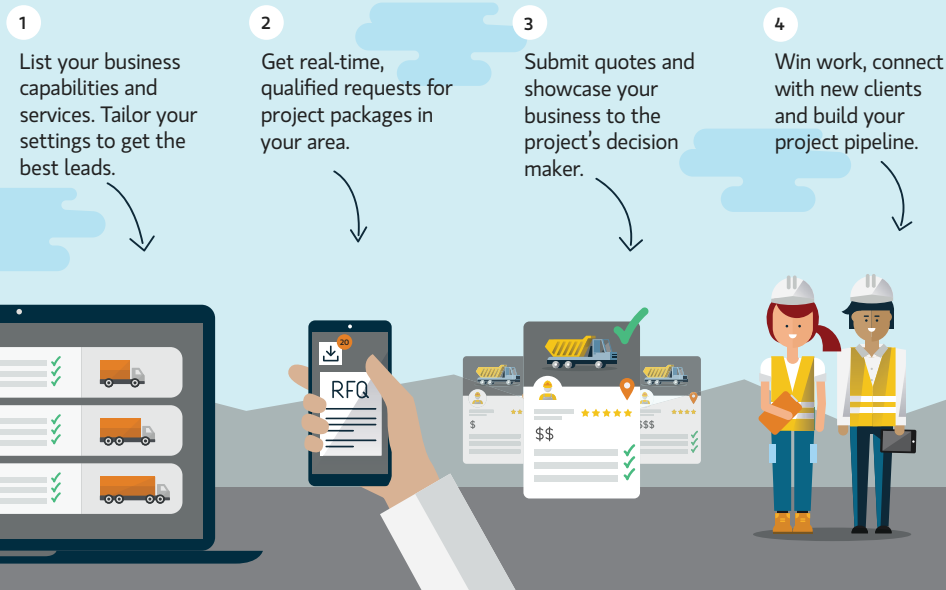 1
List your business
capabilities and
services. Tailor your
settings to get the
best leads.
2
Get real-time,
qualified requests for
project packages in
your area.
3
Submit quotes and
showcase your
business to the
project's decision
maker.
4
Win work, connect
with new clients
and build your
project pipeline.
20
RFQ
$
$$
$$$